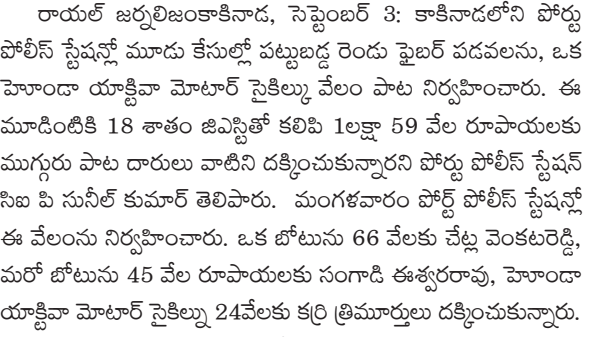 రాయల్ జర్నలిజంకాకినాడ, సెప్టెంబర్ 3: కాకినాడలోని పోర్టు
పోలీస్ స్టేషన్లో మూడు కేసుల్లో పట్టుబడ్డ రెండు ఫైబర్ పడవలను, ఒక
హెూండా యాక్టివా మోటార్ సైకిల్కు వేలం పాట నిర్వహించారు. ఈ
మూడింటికి 18 శాతం జిఎస్టితో కలిపి 1లక్షా 59 వేల రూపాయలకు
ముగ్గురు పాట దారులు వాటిని దక్కించుకున్నారని పోర్టు పోలీస్ స్టేషన్
సిఐ పి సునీల్ కుమార్ తెలిపారు. మంగళవారం పోర్ట్ పోలీస్ స్టేషన్లో
ఈ వేలంను నిర్వహించారు. ఒక బోటును 66 వేలకు చేట్ల వెంకటరెడ్డి,
మరో బోటును 45 వేల రూపాయలకు సంగాడి ఈశ్వరరావు, హెూండా
యాక్టివా మోటార్ సైకిల్ను 24వేలకు కర్రి త్రిమూర్తులు దక్కించుకున్నారు.